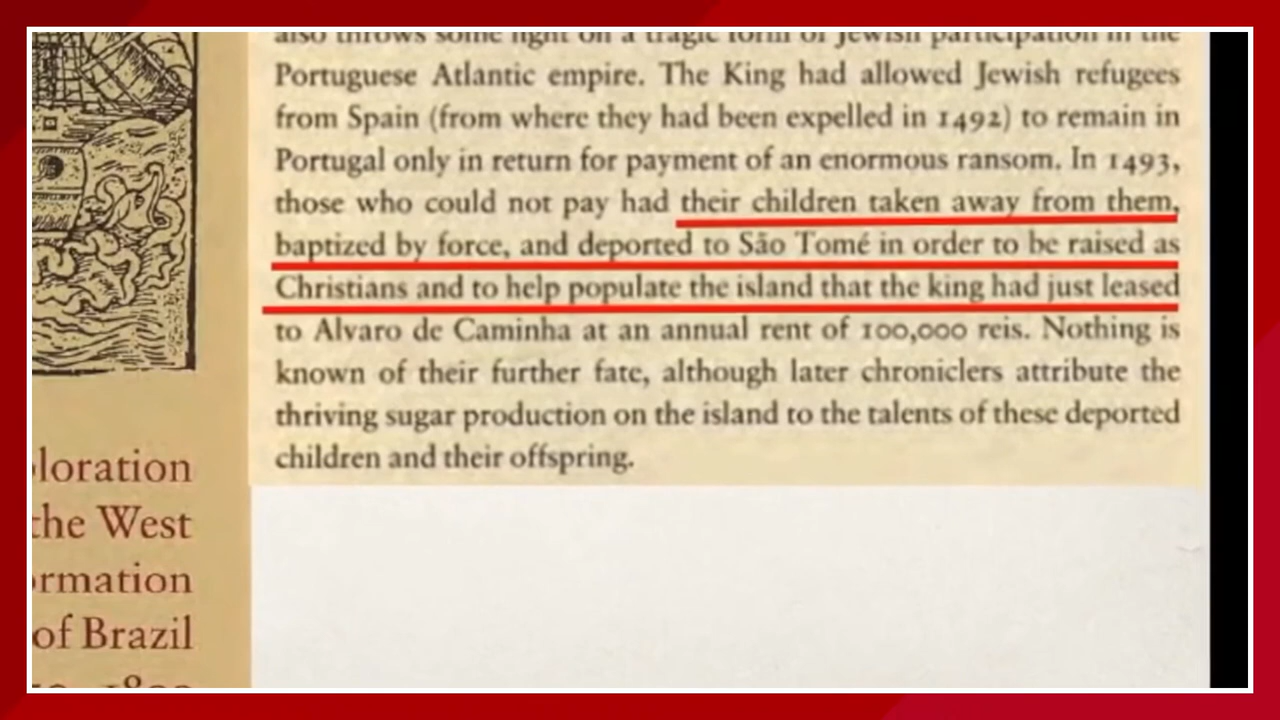 also throws some light on a tragic form of Jewish participation in the
Portuguese Atlantic empire. The King had allowed Jewish refugees
from Spain (from where they had been expelled in 1492) to remain in
Portugal only in return for payment of an enormous ransom. In 1493,
those who could not pay had their children taken away from them,
baptized by force, and deported to São Tomé in order to be raised as
Christians and to help populate the island that the king had just leased
to Alvaro de Caminha at an annual rent of 100,000 reis. Nothing is
known of their further fate, although later chroniclers attribute the
thriving sugar production on the island to the talents of these deported
children and their offspring.
loration
the West
ormation
of Brazil